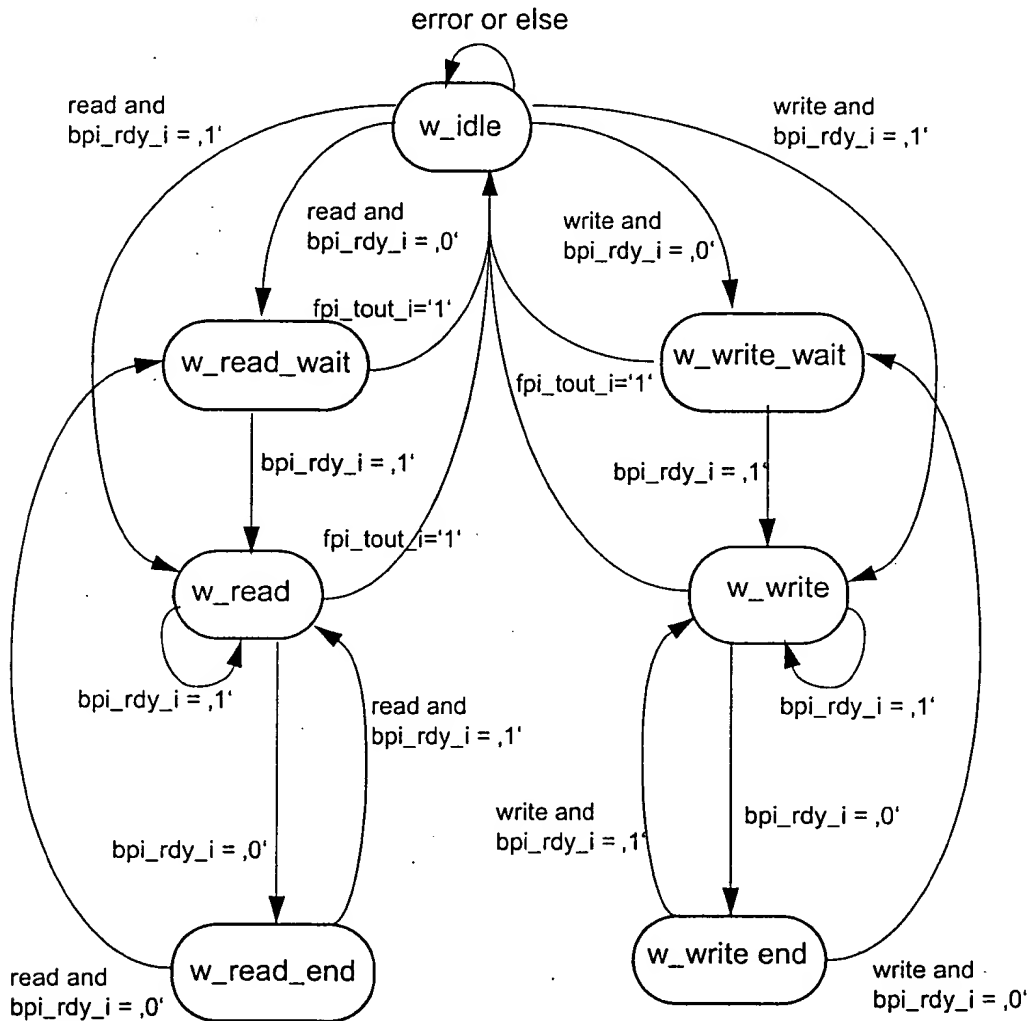 error or else
read and
bpi_rdy_i = ‚1‘
w_idle
write and
bpi_rdy_i = ‚1‘
read and
bpi_rdy_i = ‚0‘
write and
bpi_rdy_i = ‚0‘
fpi_tout_i=‘1‘
w_read_wait
w_write_wait
fpi_tout_i=‘1‘
bpi_rdy_i = ‚1‘
bpi_rdy_i = ‚1‘
fpi_tout_i=‘1‘
w_read
w_write
bpi_rdy_i = ‚1‘
read and
bpi_rdy_i = ‚1‘
bpi_rdy_i = ‚1‘
write and
bpi_rdy_i = ‚1‘
bpi_rdy_i = ‚0‘
bpi_rdy_i = ‚0‘
w_read_end
w_write end
read and
bpi_rdy_i = ‚0‘
write and
bpi_rdy_i = ‚0‘